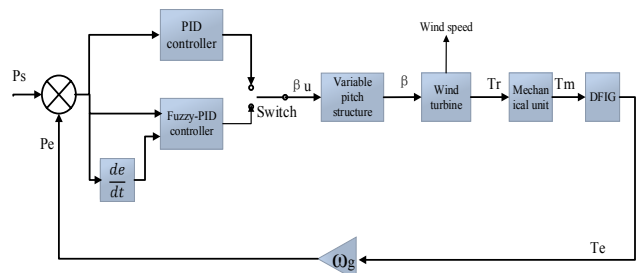 PID
controller
Wind speed
Ps
Fuzzy-PID
controller
Switch
β u
Variable
pitch
structure
β
Wind
turbine
Tr
Mechan
ical unit
Tm
DFIG
Pe
de
dt
Te
ωg